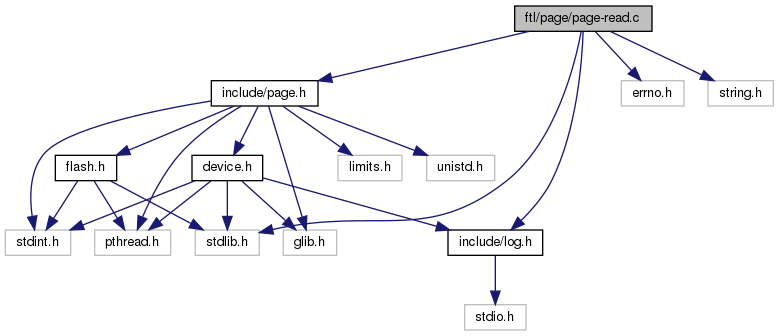 ftl/page/page-read.c
include/page.h
errno.h
string.h
flash.h
device.h
limits.h
unistd.h
stdint.h
pthread.h
stdlib.h
glib.h
include/log.h
stdio.h